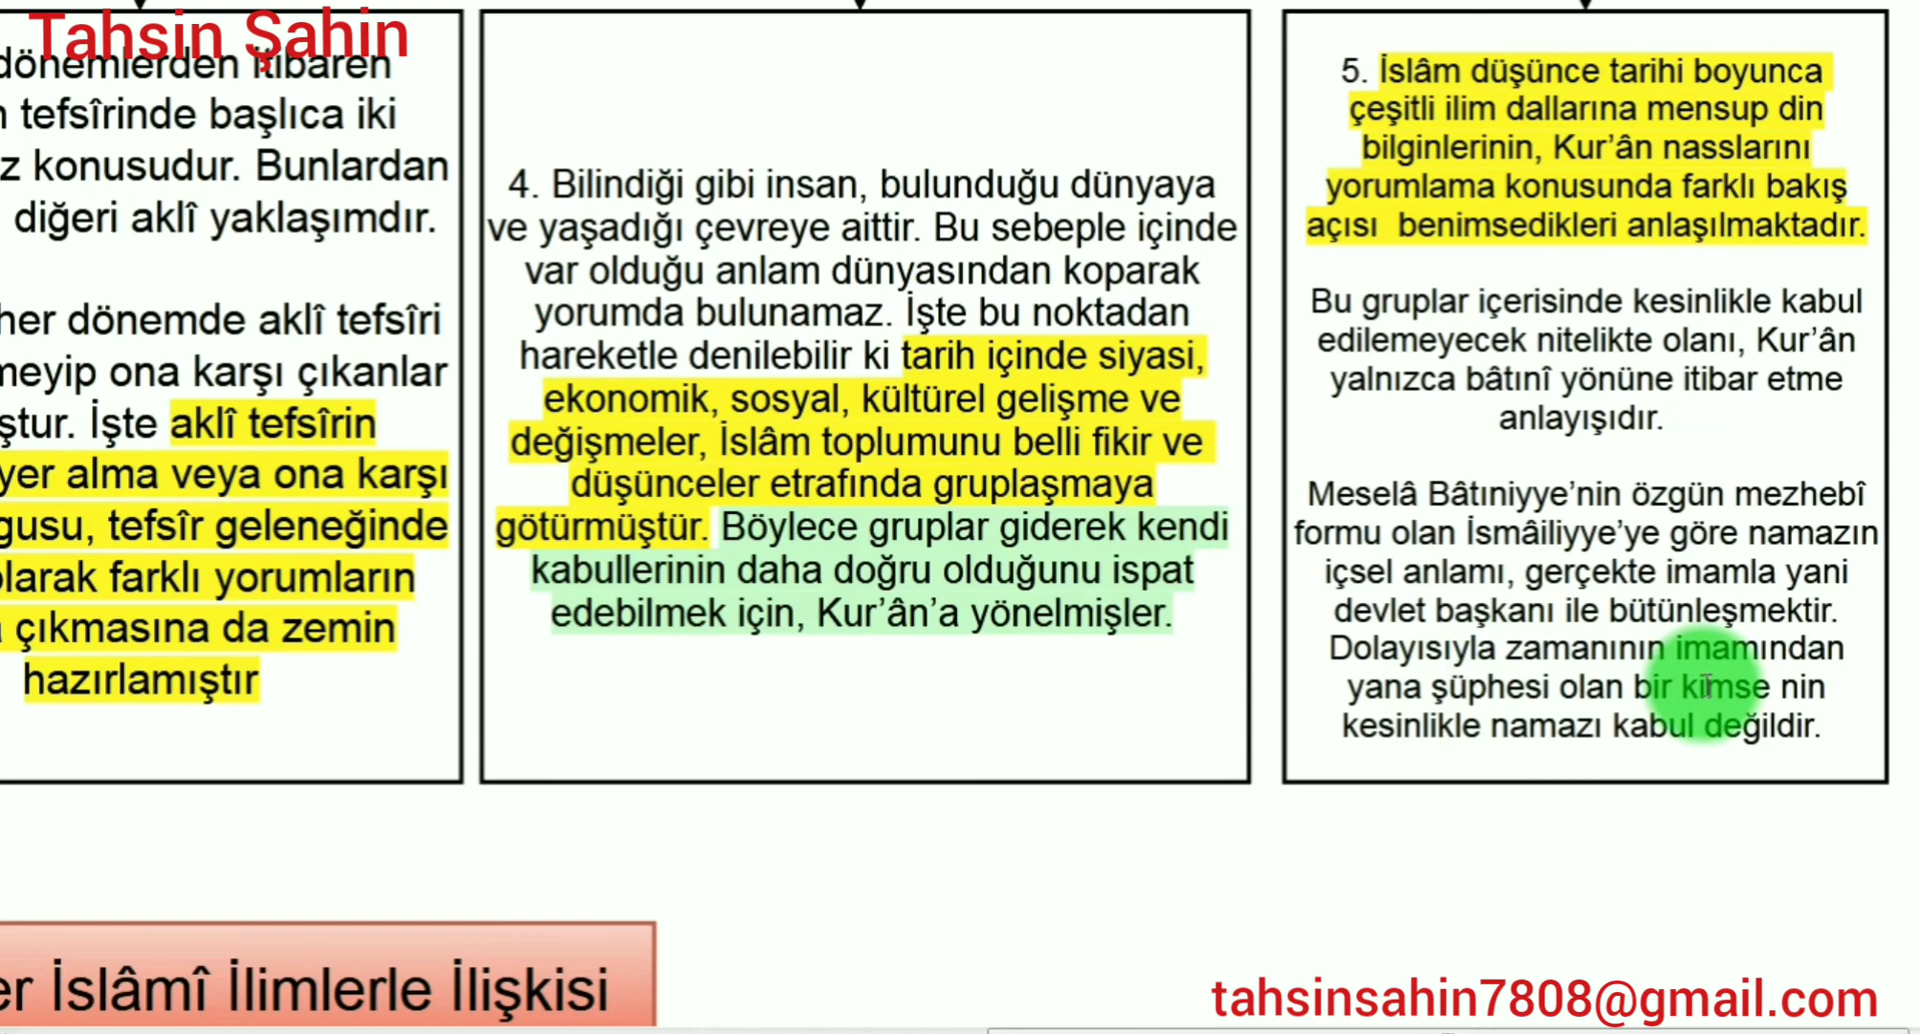 Tahsin Şahin
dönemlerden itibaren
tefsîrinde başlıca iki
z konusudur. Bunlardan
diğeri aklî yaklaşımdır.
her dönemde aklî tefsîri
meyip ona karşı çıkanlar
ştur. İşte aklî tefsîrin
yer alma veya ona karşı
gusu, tefsîr geleneğinde
olarak farklı yorumların
çıkmasına da zemin
hazırlamıştır
4. Bilindiği gibi insan, bulunduğu dünyaya
ve yaşadığı çevreye aittir. Bu sebeple içinde
var olduğu anlam dünyasından koparak
yorumda bulunamaz. İşte bu noktadan
hareketle denilebilir ki tarih içinde siyasi,
ekonomik, sosyal, kültürel gelişme ve
değişmeler, İslâm toplumunu belli fikir ve
düşünceler etrafında gruplaşmaya
götürmüştür. Böylece gruplar giderek kendi
kabullerinin daha doğru olduğunu ispat
edebilmek için, Kur’ân’a yönelmişler.
5. İslâm düşünce tarihi boyunca
çeşitli ilim dallarına mensup din
bilginlerinin, Kur’ân nasslarını
yorumlama konusunda farklı bakış
açısı benimsedikleri anlaşılmaktadır.
Bu gruplar içerisinde kesinlikle kabul
edilemeyecek nitelikte olanı, Kur’ân
yalnızca bâtınî yönüne itibar etme
anlayışıdır.
Meselâ Bâtıniyye’nin özgün mezhebî
formu olan İsmâiliyye’ye göre namazın
içsel anlamı, gerçekte imamla yani
devlet başkanı ile bütünleşmektir.
Dolayısıyla zamanının imamından
yana şüphesi olan bir kimse nin
kesinlikle namazı kabul değildir.
er İslâmî İlimlerle İlişkisi
tahsinsahin7808@gmail.com